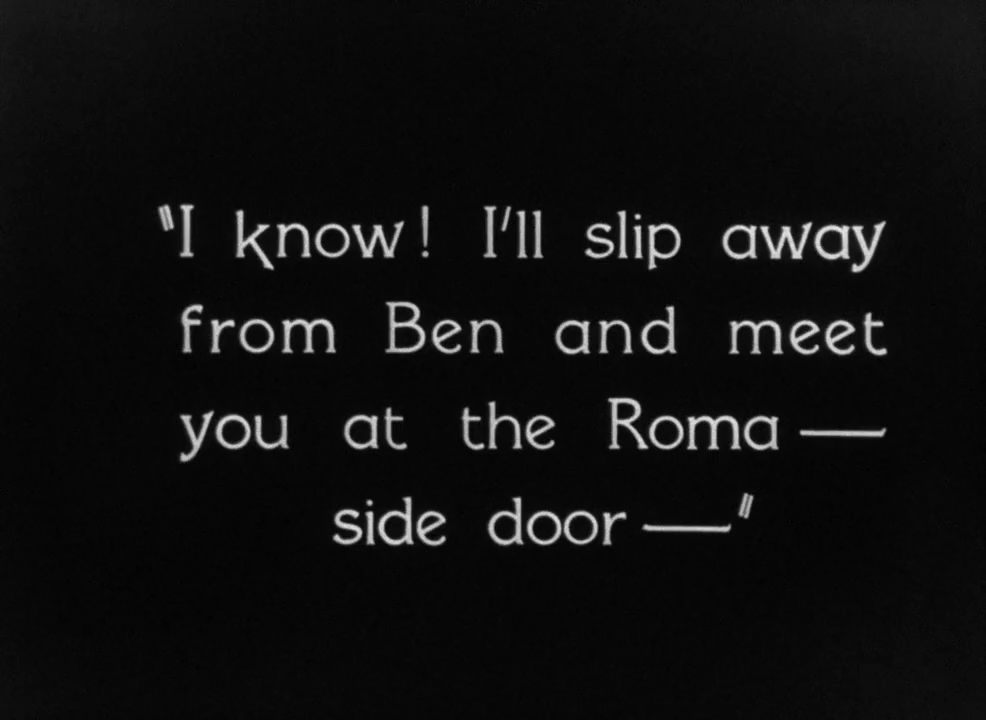 "I know! I'll slip away
from Ben and meet
you at the Roma —
side door —"